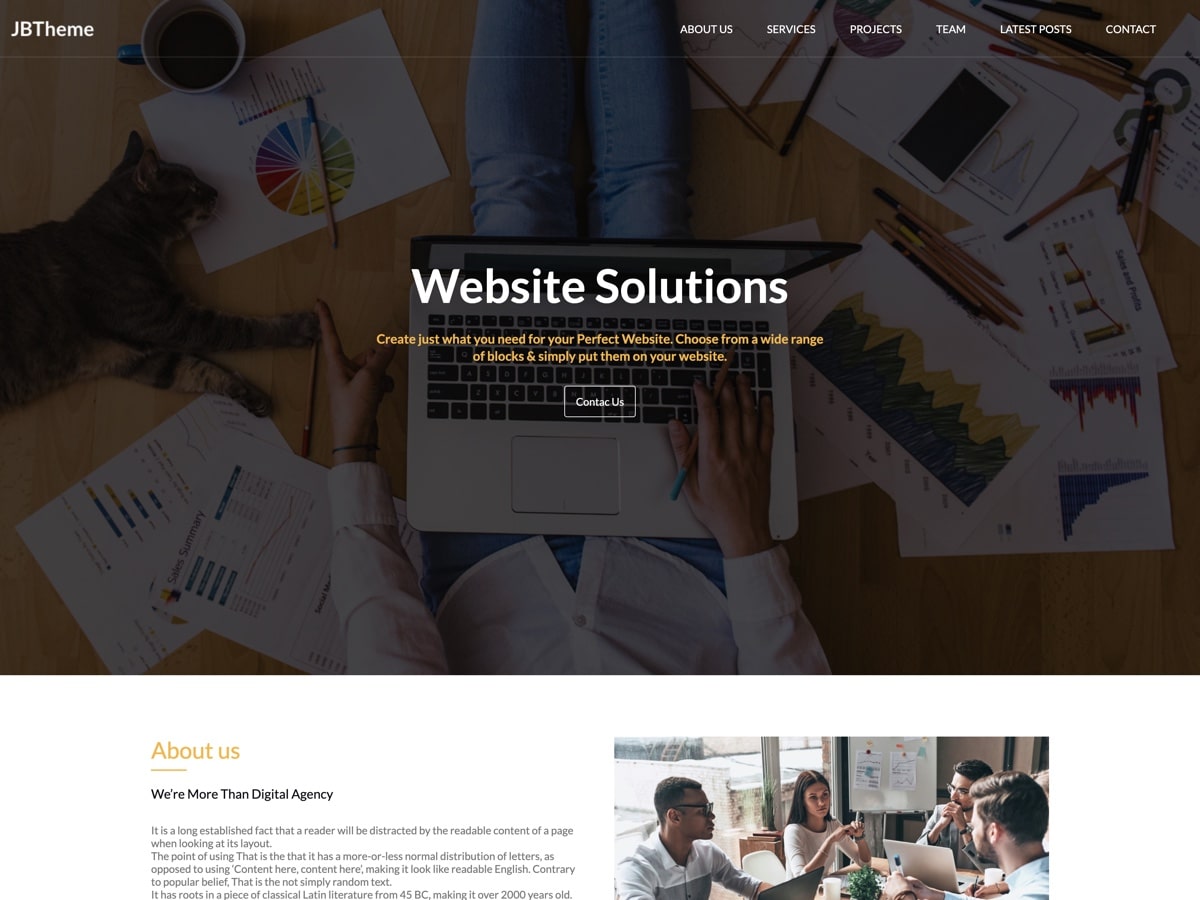 JBTheme
ABOUT US
SERVICES
PROJECTS
TEAM
LATEST POSTS
CONTACT
Sales and Profits
Website Solutions
Create just what you need for your Perfect Website. Choose from a wide range
of blocks & simply put them on your website.
Contac Us
Sales Summary
About us
We're More Than Digital Agency
It is a long established fact that a reader will be distracted by the readable content of a page
when looking at its layout.
The point of using That is the that it has a more-or-less normal distribution of letters, as
opposed to using 'Content here, content here', making it look like readable English. Contrary
to popular belief, That is the not simply random text.
It has roots in a piece of classical Latin literature from 45 BC, making it over 2000 years old.